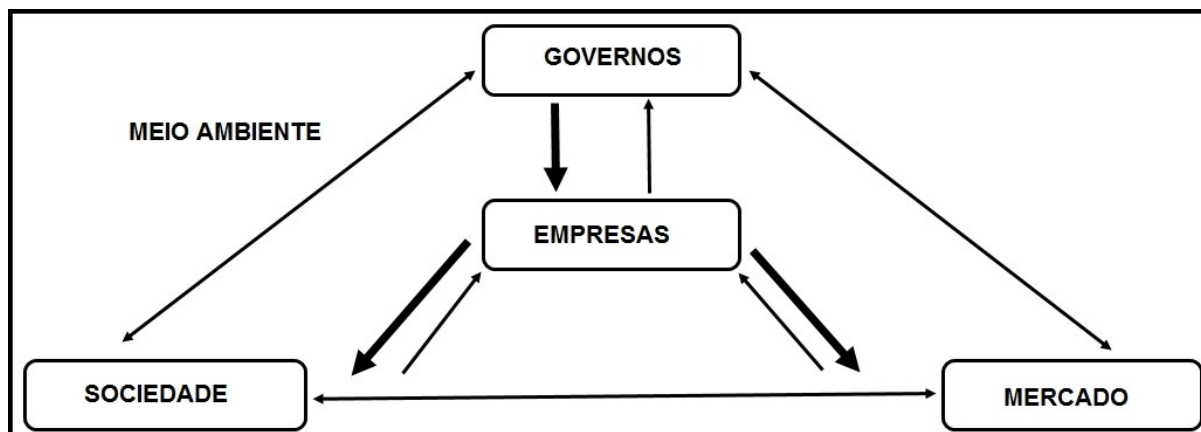 GOVERNOS
MEIO AMBIENTE
EMPRESAS
SOCIEDADE
MERCADO